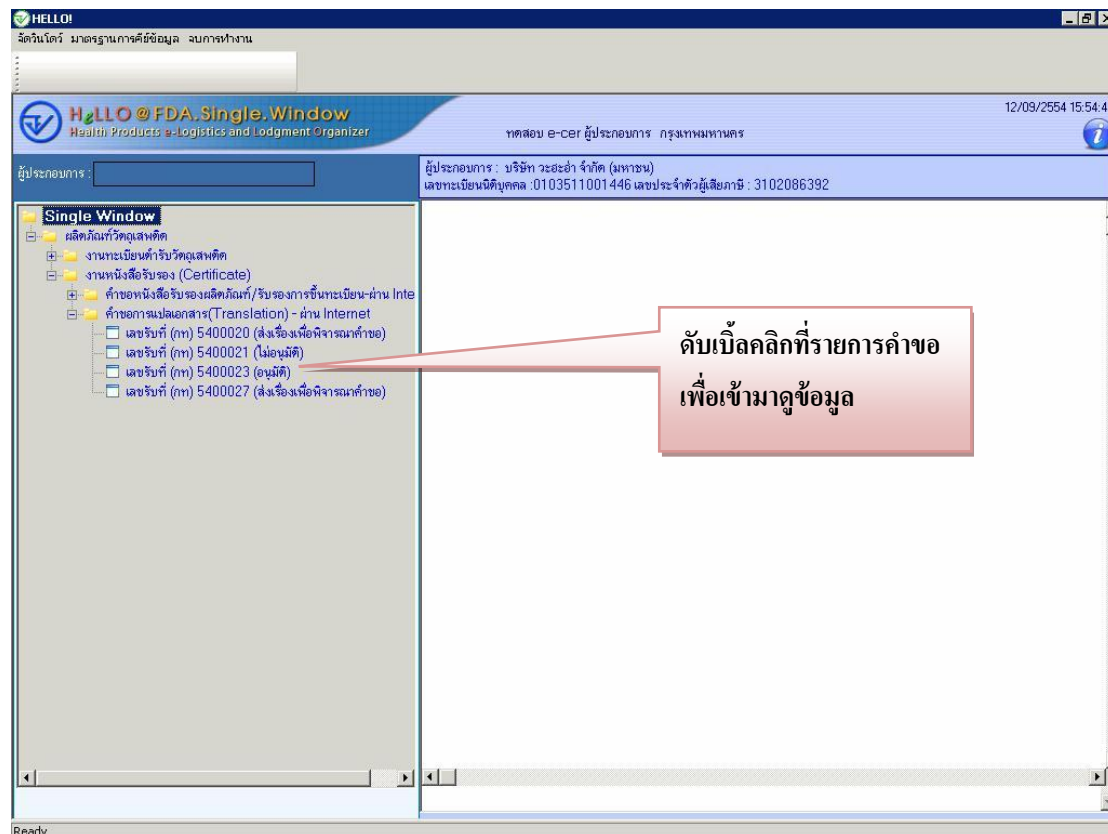 HELLO!
จัดวินโดว์ มาตรฐานการคีย์ข้อมูล จบการทำงาน
HeLLO @ FDA.Single.Window
Health Products e-Logistics and Lodgment Organizer
12/09/2554 15:54:4
ทดสอบ e-cer ผู้ประกอบการ กรุงเทพมหานคร
ผู้ประกอบการ :
ผู้ประกอบการ : บริษัท วะฮะฮ่า จำกัด (มหาชน)
เลขทะเบียนนิติบุคคล :0103511001446 เลขประจำตัวผู้เสียภาษี : 3102086392
Single Window
ผลิตภัณฑ์วัตถุเสพติด
งานทะเบียนตำรับวัตถุเสพติด
งานหนังสือรับรอง (Certificate)
คำขอหนังสือรับรองผลิตภัณฑ์/รับรองการขึ้นทะเบียน-ผ่าน Inte
คำขอการแปลเอกสาร(Translation) - ผ่าน Internet
เลขรับที่ (กท) 5400020 (ส่งเรื่องเพื่อพิจารณาคำขอ)
เลขรับที่ (กท) 5400021 (ไม่อนุมัติ)
เลขรับที่ (กท) 5400023 (อนุมัติ)
เลขรับที่ (กท) 5400027 (ส่งเรื่องเพื่อพิจารณาคำขอ)
ดับเบิ้ลคลิกที่รายการคำขอ
เพื่อเข้ามาดูข้อมูล
Ready